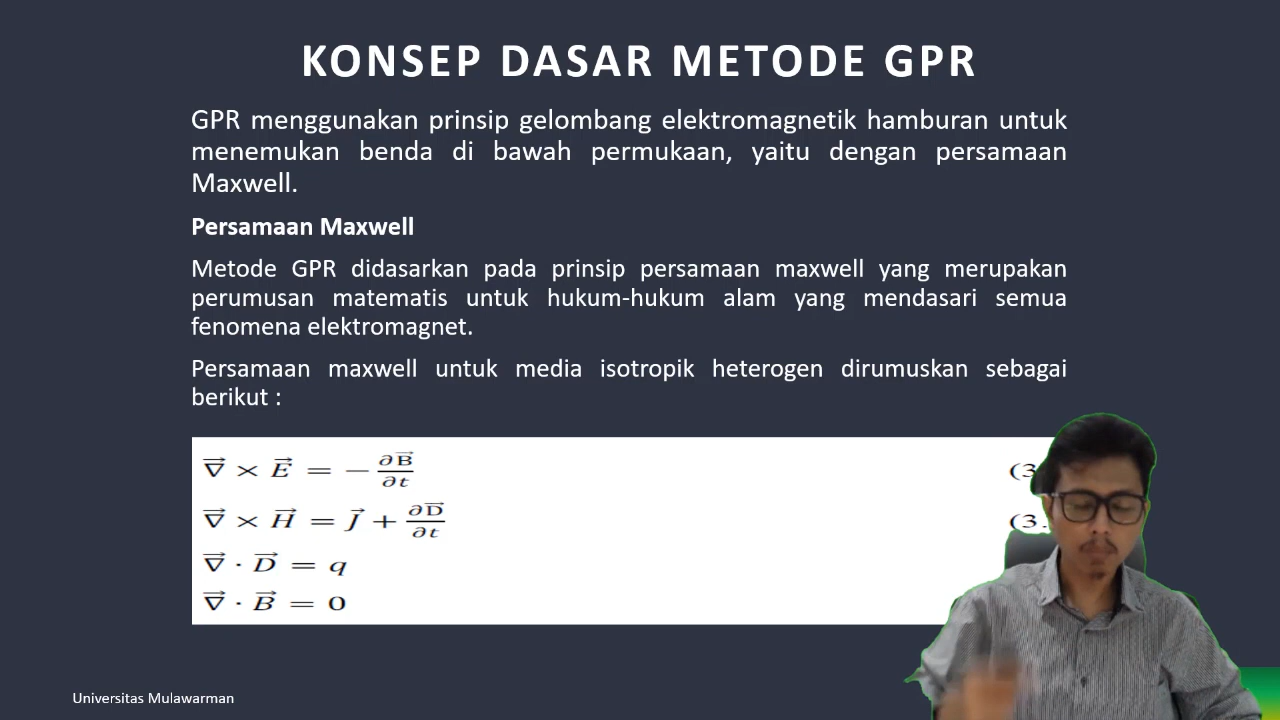 KONSEP DASAR METODE GPR
GPR menggunakan prinsip gelombang elektromagnetik hamburan untuk
menemukan benda di bawah permukaan, yaitu dengan persamaan
Maxwell.
Persamaan Maxwell
Metode GPR didasarkan pada prinsip persamaan maxwell yang merupakan
perumusan matematis untuk hukum-hukum alam yang mendasari semua
fenomena elektromagnet.
Persamaan maxwell untuk media isotropik heterogen dirumuskan sebagai
berikut :
∇⃗ × E⃗ = − ∂B⃗/∂t (3
∇⃗ × H⃗ = J⃗ + ∂D⃗/∂t (3.
∇⃗ · D⃗ = q
∇⃗ · B⃗ = 0
Universitas Mulawarman